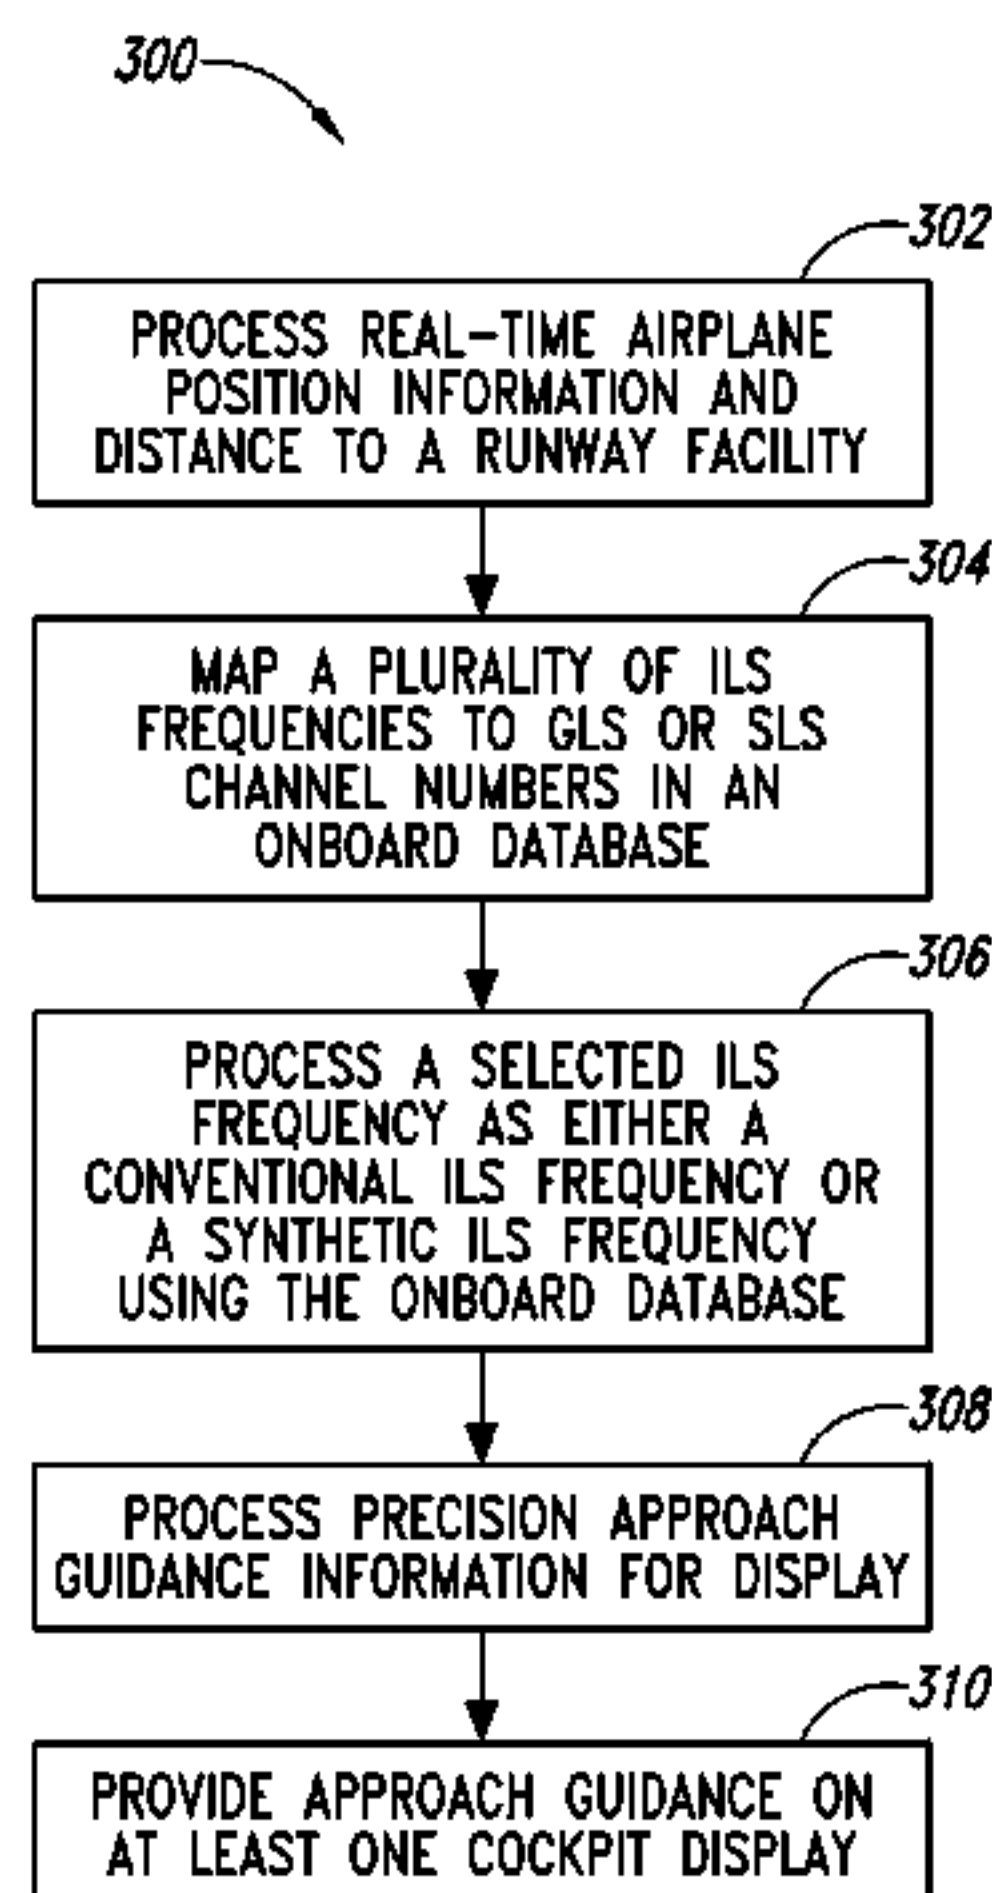 300
302
PROCESS REAL-TIME AIRPLANE
POSITION INFORMATION AND
DISTANCE TO A RUNWAY FACILITY
304
MAP A PLURALITY OF ILS
FREQUENCIES TO GLS OR SLS
CHANNEL NUMBERS IN AN
ONBOARD DATABASE
306
PROCESS A SELECTED ILS
FREQUENCY AS EITHER A
CONVENTIONAL ILS FREQUENCY OR
A SYNTHETIC ILS FREQUENCY
USING THE ONBOARD DATABASE
308
PROCESS PRECISION APPROACH
GUIDANCE INFORMATION FOR DISPLAY
310
PROVIDE APPROACH GUIDANCE ON
AT LEAST ONE COCKPIT DISPLAY